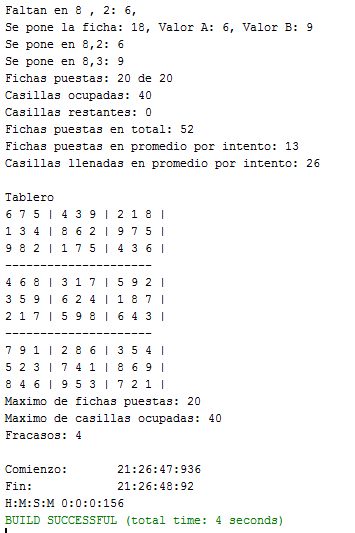 Faltan en 8 , 2: 6,
Se pone la ficha: 18, Valor A: 6, Valor B: 9
Se pone en 8,2: 6
Se pone en 8,3: 9
Fichas puestas: 20 de 20
Casillas ocupadas: 40
Casillas restantes: 0
Fichas puestas en total: 52
Fichas puestas en promedio por intento: 13
Casillas llenadas en promedio por intento: 26
Tablero
6 7 5 | 4 3 9 | 2 1 8 |
1 3 4 | 8 6 2 | 9 7 5 |
9 8 2 | 1 7 5 | 4 3 6 |
---------------------
4 6 8 | 3 1 7 | 5 9 2 |
3 5 9 | 6 2 4 | 1 8 7 |
2 1 7 | 5 9 8 | 6 4 3 |
---------------------
7 9 1 | 2 8 6 | 3 5 4 |
5 2 3 | 7 4 1 | 8 6 9 |
8 4 6 | 9 5 3 | 7 2 1 |
Maximo de fichas puestas: 20
Maximo de casillas ocupadas: 40
Fracasos: 4
Comienzo: 21:26:47:936
Fin: 21:26:48:92
H:M:S:M 0:0:0:156
BUILD SUCCESSFUL (total time: 4 seconds)